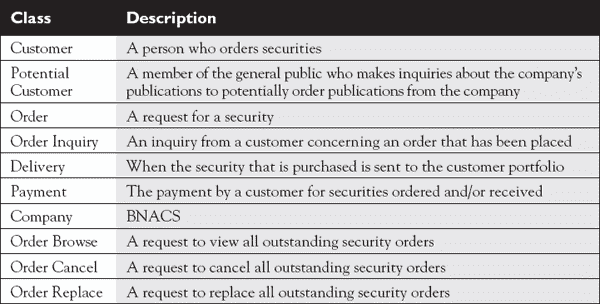 Class Description
Customer A person who orders securities
Potential A member of the general public who makes inquiries about the company's
Customer publications to potentially order publications from the company
Order A request for a security
Order Inquiry An inquiry from a customer concerning an order that has been placed
Delivery When the security that is purchased is sent to the customer portfolio
Payment The payment by a customer for securities ordered and/or received
Company BNACS
Order Browse A request to view all outstanding security orders
Order Cancel A request to cancel all outstanding security orders
Order Replace A request to replace all outstanding security orders